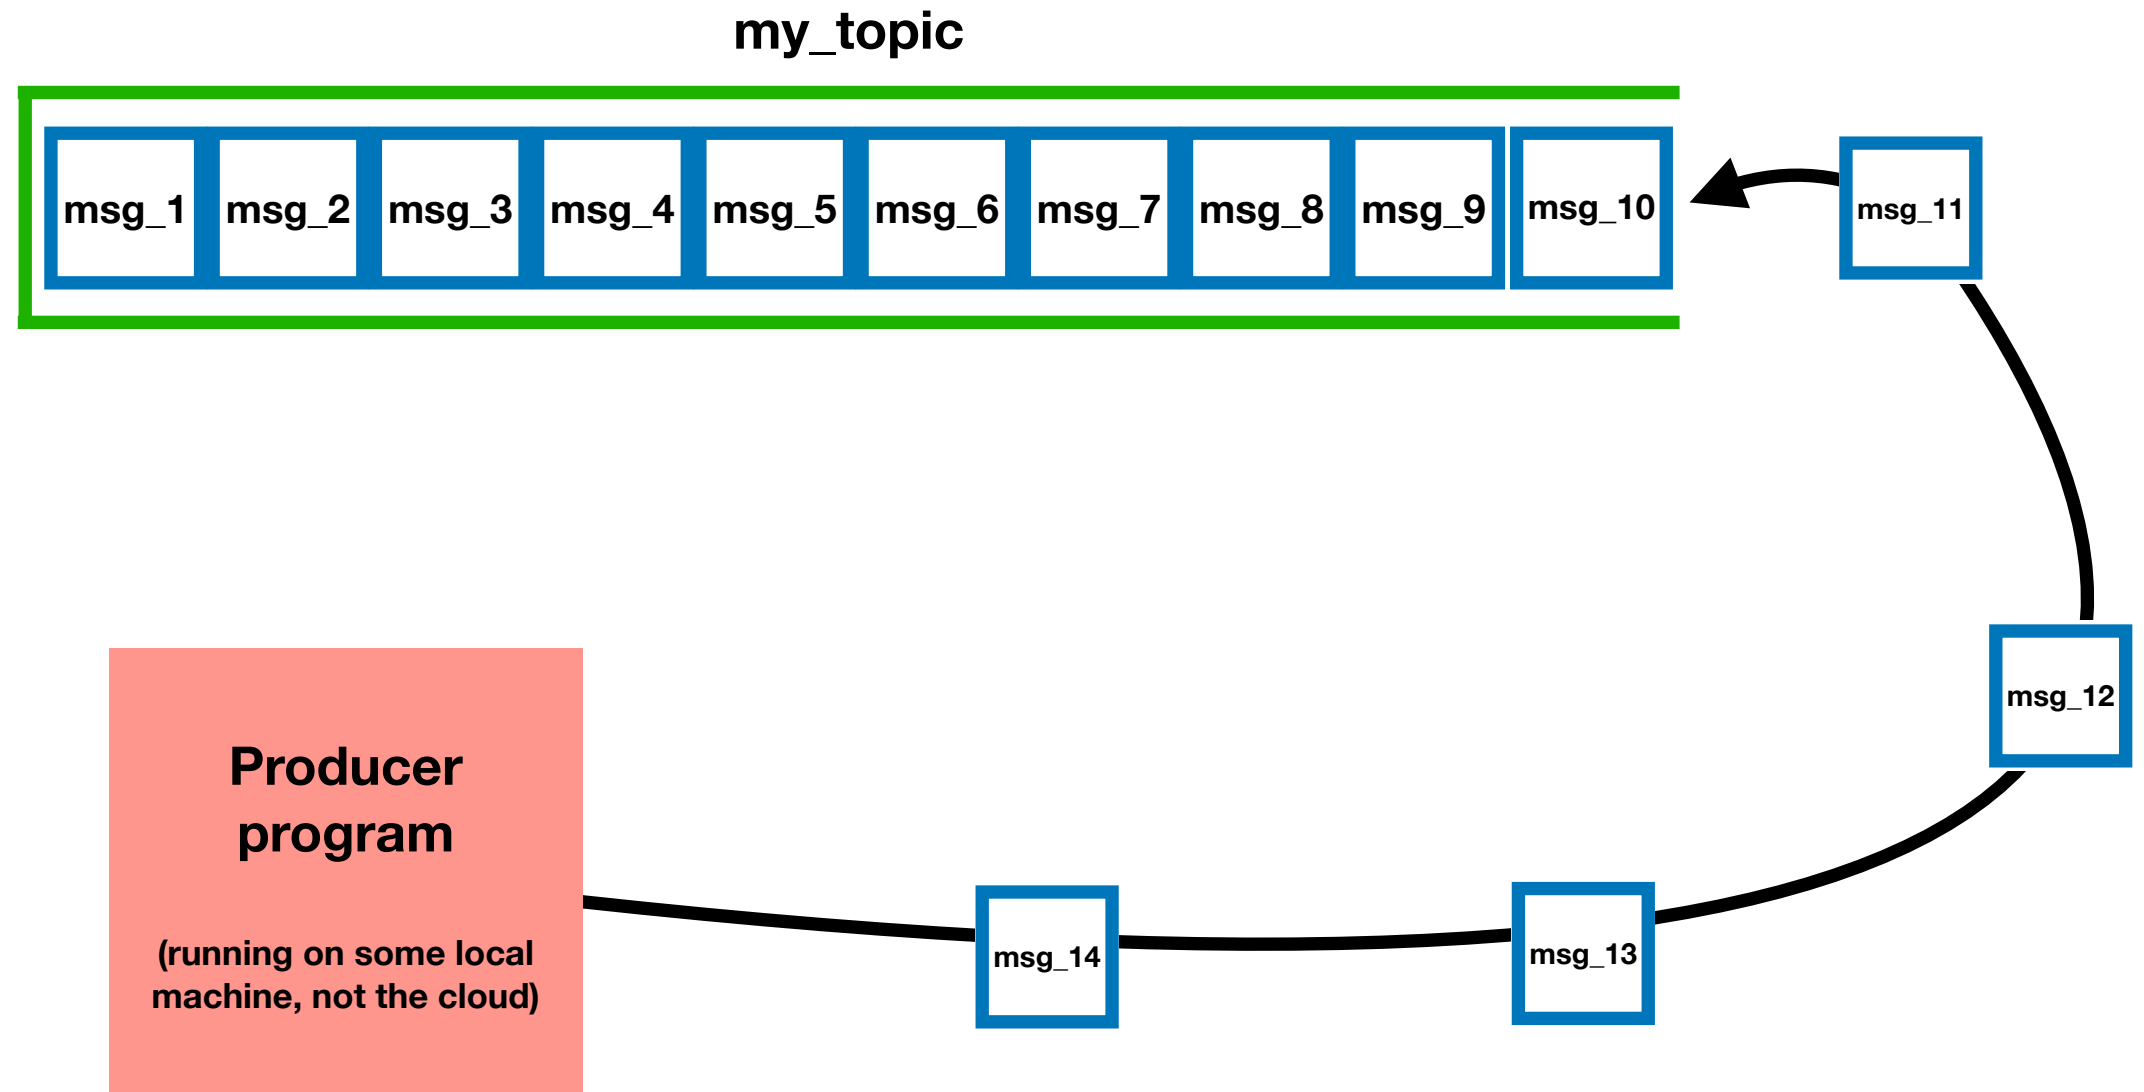 my_topic
msg_1 msg_2 msg_3 msg_4 msg_5 msg_6 msg_7 msg_8 msg_9 msg_10 msg_11
msg_12
Producer
program
(running on some local
machine, not the cloud)
msg_14 msg_13